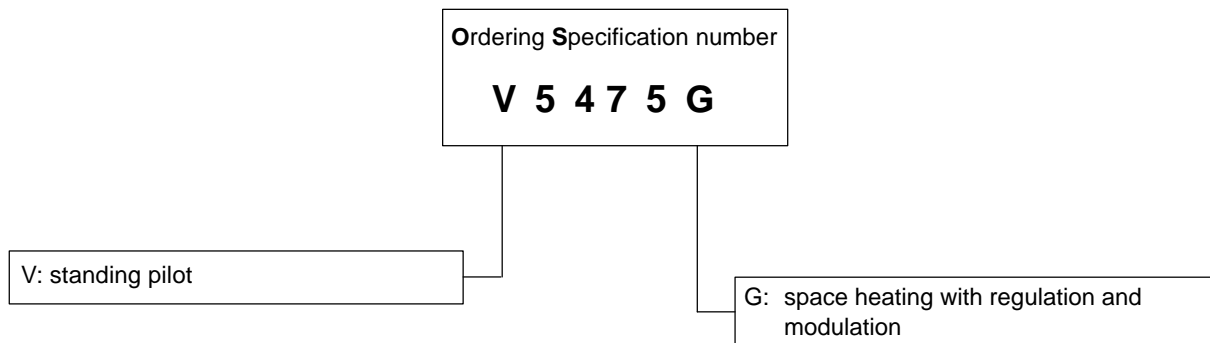 Ordering Specification number
V 5 4 7 5 G
V: standing pilot
G: space heating with regulation and
modulation